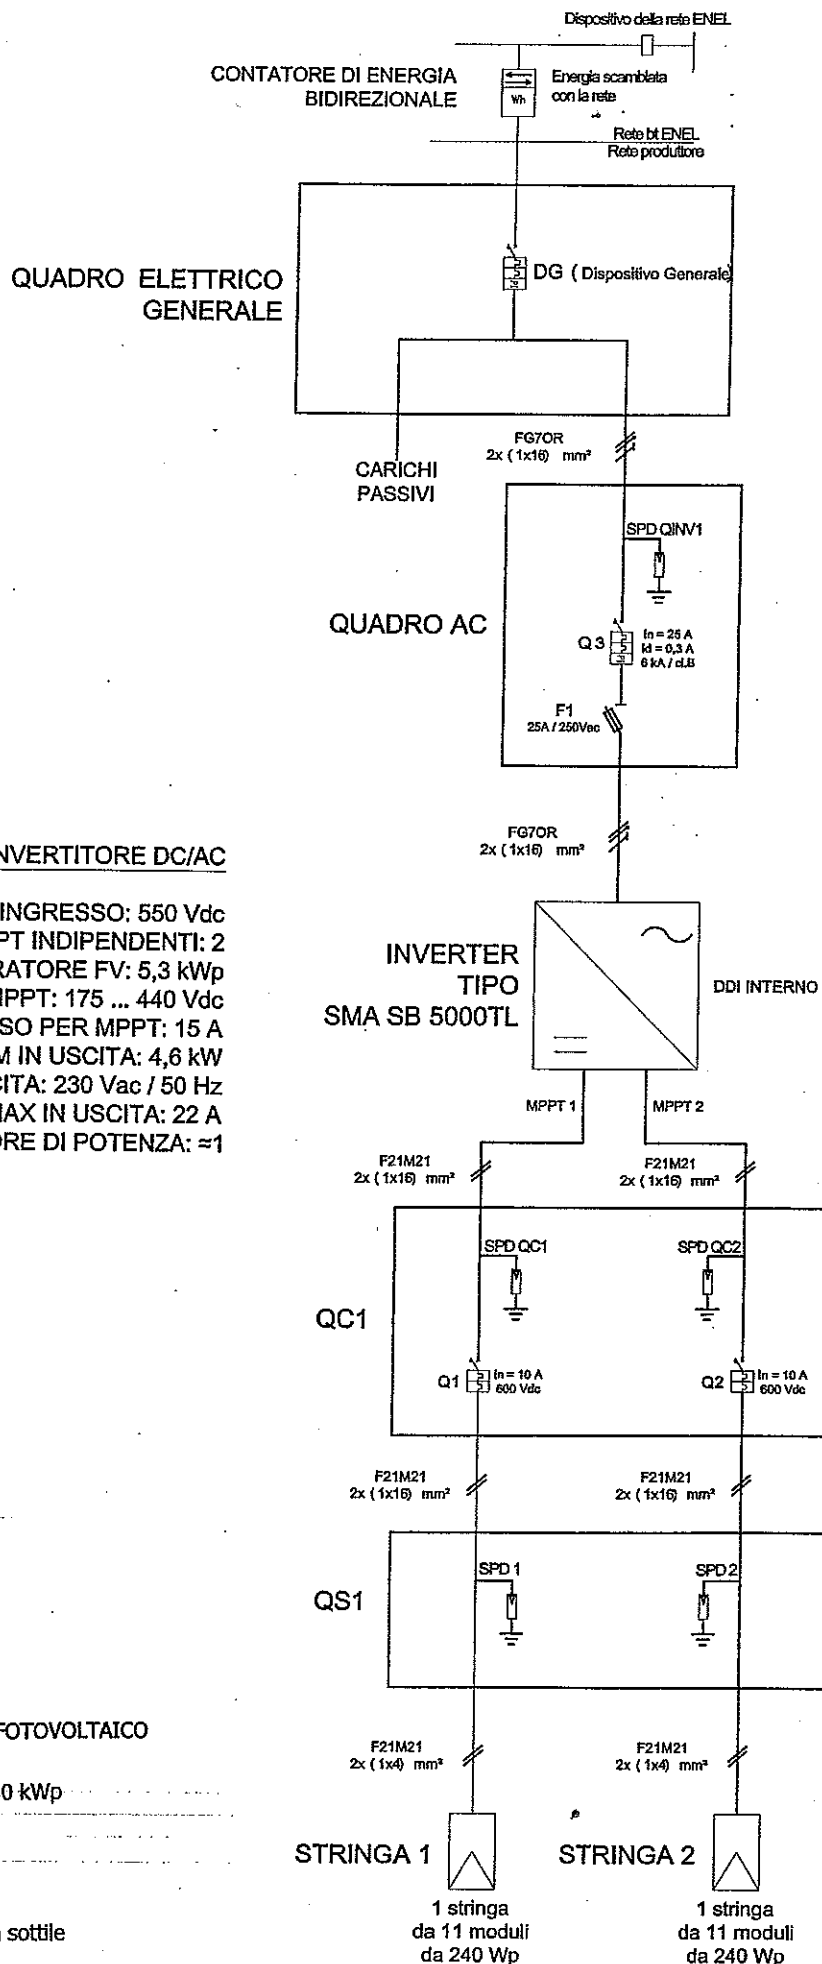 Dispositivo della rete ENEL
CONTATORE DI ENERGIA
BIDIREZIONALE
Wh
Energia scambiata
con la rete
Rete bt ENEL
Rete produttore
QUADRO ELETTRICO
GENERALE
DG ( Dispositivo Generale)
FG7OR
2x ( 1x16) mm²
CARICHI
PASSIVI
SPD QINV1
QUADRO AC
Q3
In = 25 A
Id = 0,3 A
6 kA / cl.B
F1
25A / 250Vac
FG7OR
2x ( 1x16) mm²
NVERTITORE DC/AC
INGRESSO: 550 Vdc
PT INDIPENDENTI: 2
RATORE FV: 5,3 kWp
MPPT: 175 ... 440 Vdc
SO PER MPPT: 15 A
M IN USCITA: 4,6 kW
CITA: 230 Vac / 50 Hz
MAX IN USCITA: 22 A
ORE DI POTENZA: ≈1
INVERTER
TIPO
SMA SB 5000TL
DDI INTERNO
MPPT 1
MPPT 2
F21M21
2x ( 1x16) mm²
F21M21
2x ( 1x16) mm²
SPD QC1
SPD QC2
QC1
Q1
In = 10 A
600 Vdc
Q2
In = 10 A
600 Vdc
F21M21
2x ( 1x16) mm²
F21M21
2x ( 1x16) mm²
SPD 1
SPD 2
QS1
FOTOVOLTAICO
0 kWp
sottile
F21M21
2x ( 1x4) mm²
F21M21
2x ( 1x4) mm²
STRINGA 1
STRINGA 2
1 stringa
da 11 moduli
da 240 Wp
1 stringa
da 11 moduli
da 240 Wp